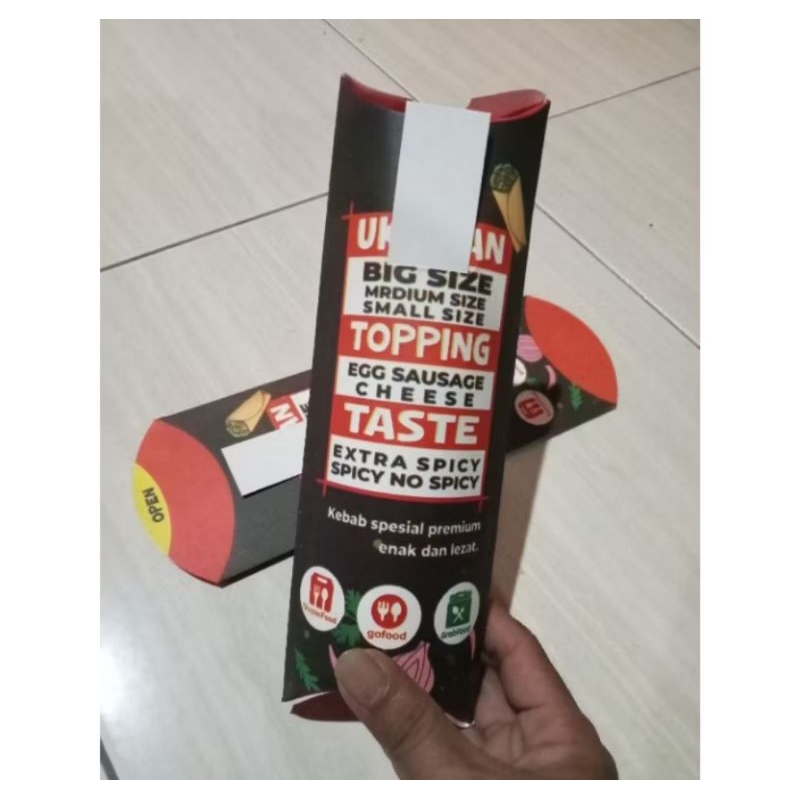 BIG SIZE
MRDIUM SIZE
SMALL SIZE
TOPPING
EGG SAUSAGE
CHEESE
TASTE
EXTRA SPICY
SPICY NO SPICY
Kebab spesial premium
enak dan lezat.
gofood
GrabFood
OPEN